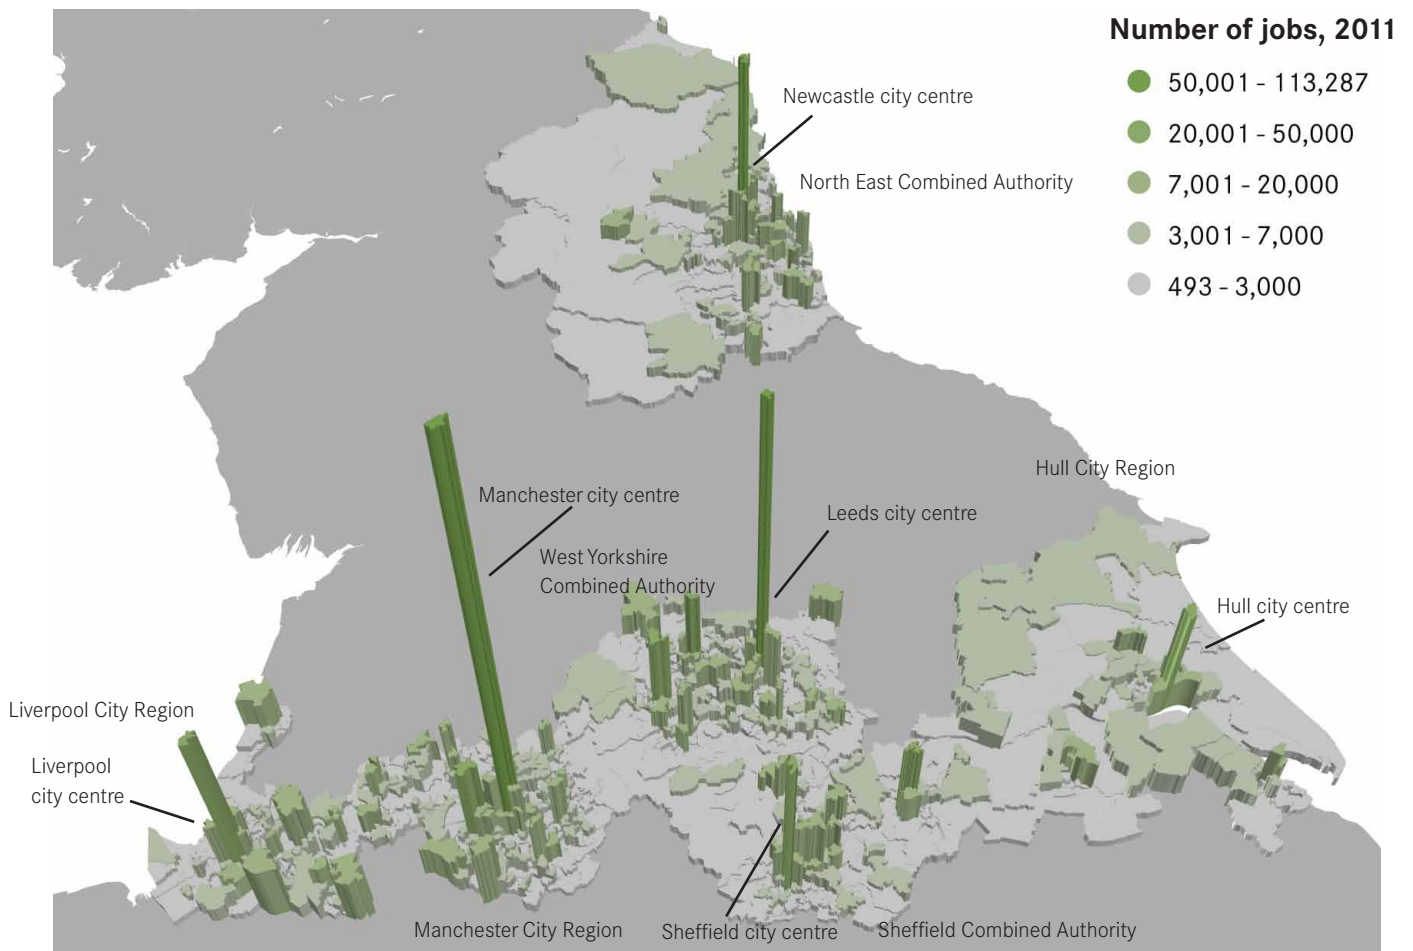 Number of jobs, 2011
50,001 - 113,287
20,001 - 50,000
7,001 - 20,000
3,001 - 7,000
493 - 3,000
Newcastle city centre
North East Combined Authority
Hull City Region
Manchester city centre
Leeds city centre
West Yorkshire
Combined Authority
Hull city centre
Liverpool City Region
Liverpool
city centre
Manchester City Region
Sheffield city centre
Sheffield Combined Authority